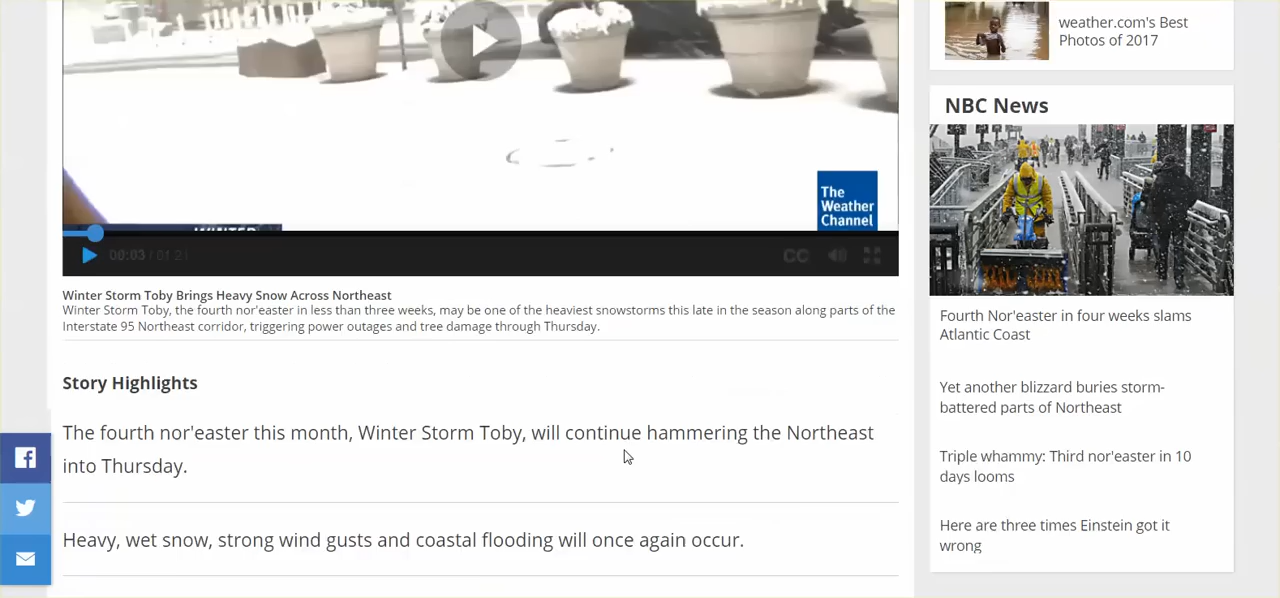 weather.com's Best
Photos of 2017
NBC News
The
Weather
Channel
WINTER
00:03 / 01:21
CC
Winter Storm Toby Brings Heavy Snow Across Northeast
Winter Storm Toby, the fourth nor'easter in less than three weeks, may be one of the heaviest snowstorms this late in the season along parts of the
Interstate 95 Northeast corridor, triggering power outages and tree damage through Thursday.
Story Highlights
The fourth nor'easter this month, Winter Storm Toby, will continue hammering the Northeast
into Thursday.
Heavy, wet snow, strong wind gusts and coastal flooding will once again occur.
Fourth Nor'easter in four weeks slams
Atlantic Coast
Yet another blizzard buries storm-
battered parts of Northeast
Triple whammy: Third nor'easter in 10
days looms
Here are three times Einstein got it
wrong